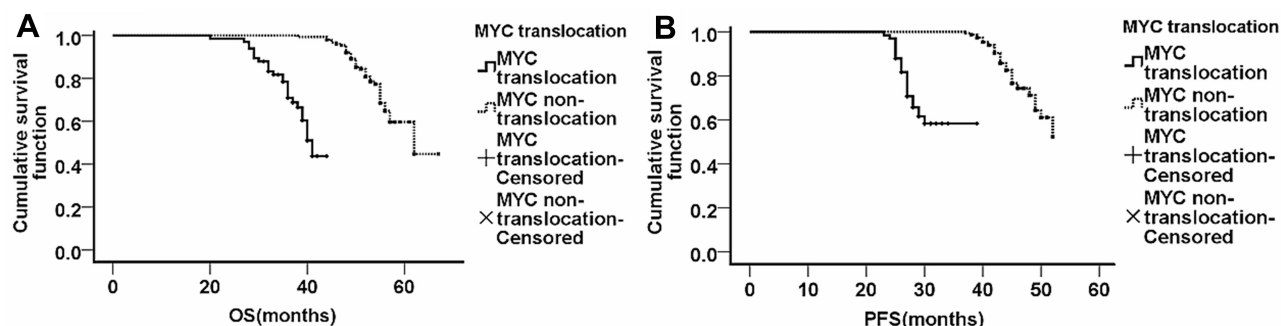 A
Cumulative survival
function
1.0
0.8
0.6
0.4
0.2
0.0
0
20
40
60
OS(months)
MYC translocation
MYC
translocation
MYC non-
translocation
MYC
translocation-
Censored
MYC non-
translocation-
Censored
B
Cumulative survival
function
1.0
0.8
0.6
0.4
0.2
0.0
0
10
20
30
40
50
60
PFS(months)
MYC translocation
MYC
translocation
MYC non-
translocation
MYC
translocation-
Censored
MYC non-
translocation-
Censored